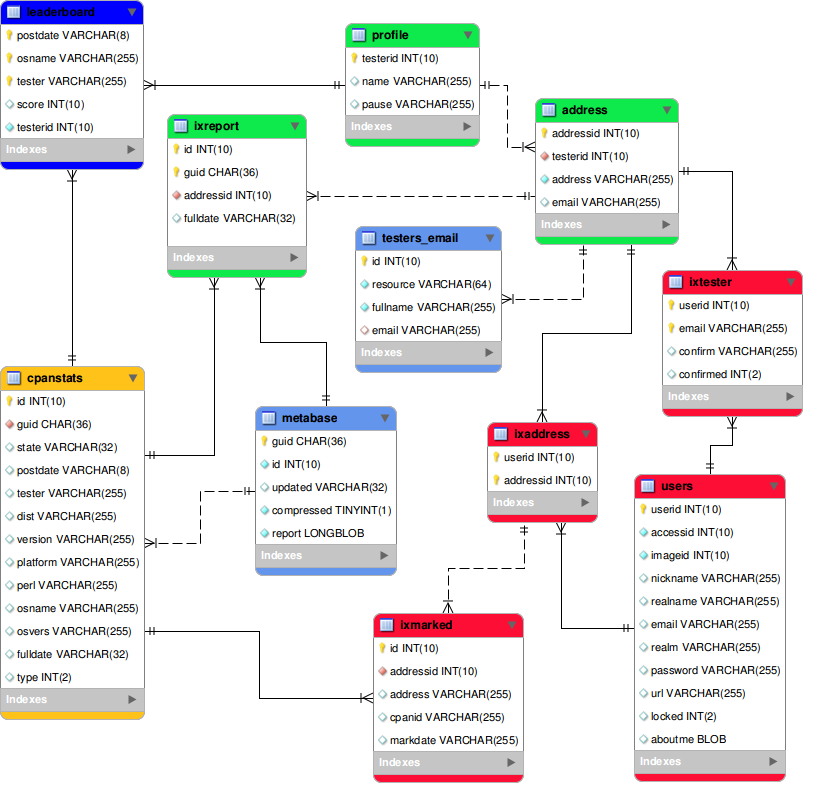 leaderboard
postdate VARCHAR(8)
osname VARCHAR(255)
tester VARCHAR(255)
score INT(10)
testerid INT(10)
Indexes
profile
testerid INT(10)
name VARCHAR(255)
pause VARCHAR(255)
Indexes
address
addressid INT(10)
testerid INT(10)
address VARCHAR(255)
email VARCHAR(255)
Indexes
ixreport
id INT(10)
guid CHAR(36)
addressid INT(10)
fulldate VARCHAR(32)
Indexes
testers_email
id INT(10)
resource VARCHAR(64)
fullname VARCHAR(255)
email VARCHAR(255)
Indexes
ixtester
userid INT(10)
email VARCHAR(255)
confirm VARCHAR(255)
confirmed INT(2)
Indexes
cpanstats
id INT(10)
guid CHAR(36)
state VARCHAR(32)
postdate VARCHAR(8)
tester VARCHAR(255)
dist VARCHAR(255)
version VARCHAR(255)
platform VARCHAR(255)
perl VARCHAR(255)
osname VARCHAR(255)
osvers VARCHAR(255)
fulldate VARCHAR(32)
type INT(2)
Indexes
metabase
guid CHAR(36)
id INT(10)
updated VARCHAR(32)
compressed TINYINT(1)
report LONGBLOB
Indexes
ixaddress
userid INT(10)
addressid INT(10)
Indexes
users
userid INT(10)
accessid INT(10)
imageid INT(10)
nickname VARCHAR(255)
realname VARCHAR(255)
email VARCHAR(255)
realm VARCHAR(255)
password VARCHAR(255)
url VARCHAR(255)
locked INT(2)
aboutme BLOB
Indexes
ixmarked
id INT(10)
addressid INT(10)
address VARCHAR(255)
cpanid VARCHAR(255)
markdate VARCHAR(255)
Indexes